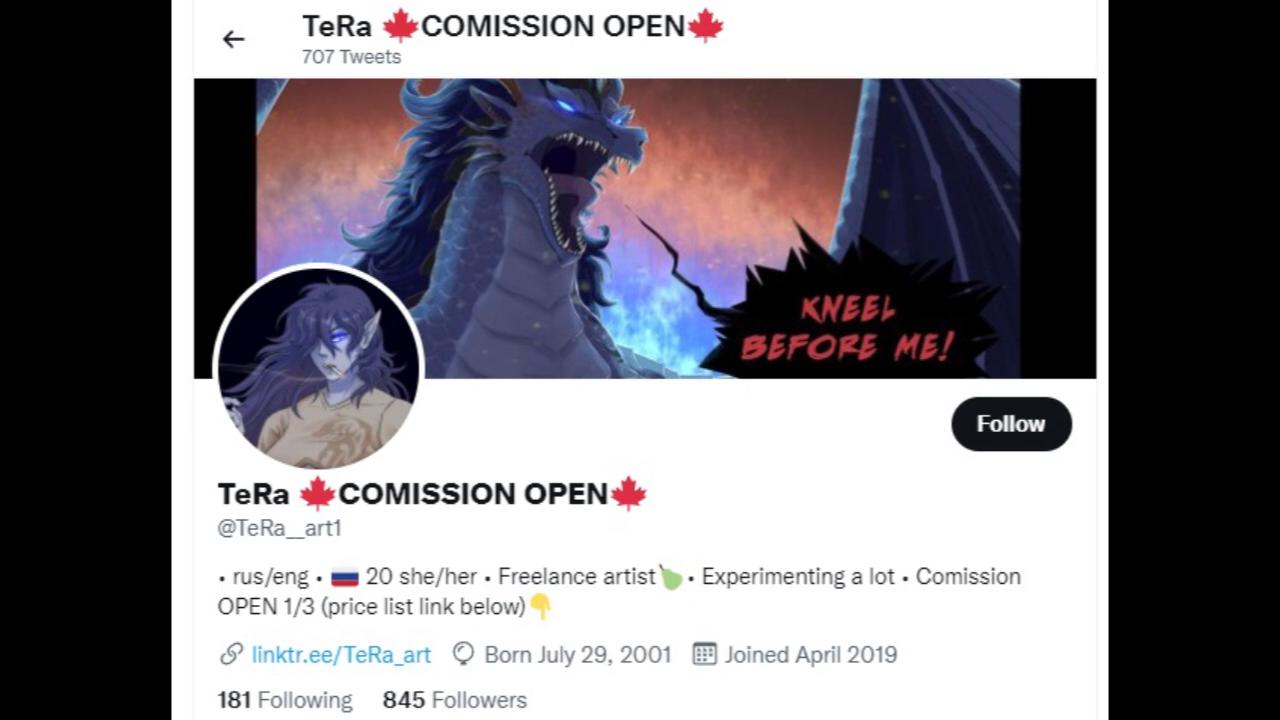 TeRa 🍁COMISSION OPEN🍁
707 Tweets
KNEEL
BEFORE ME!
Follow
TeRa 🍁COMISSION OPEN🍁
@TeRa__art1
• rus/eng • 🇷🇺 20 she/her • Freelance artist🍐 • Experimenting a lot • Comission
OPEN 1/3 (price list link below)👇
linktr.ee/TeRa_art Born July 29, 2001 Joined April 2019
181 Following 845 Followers